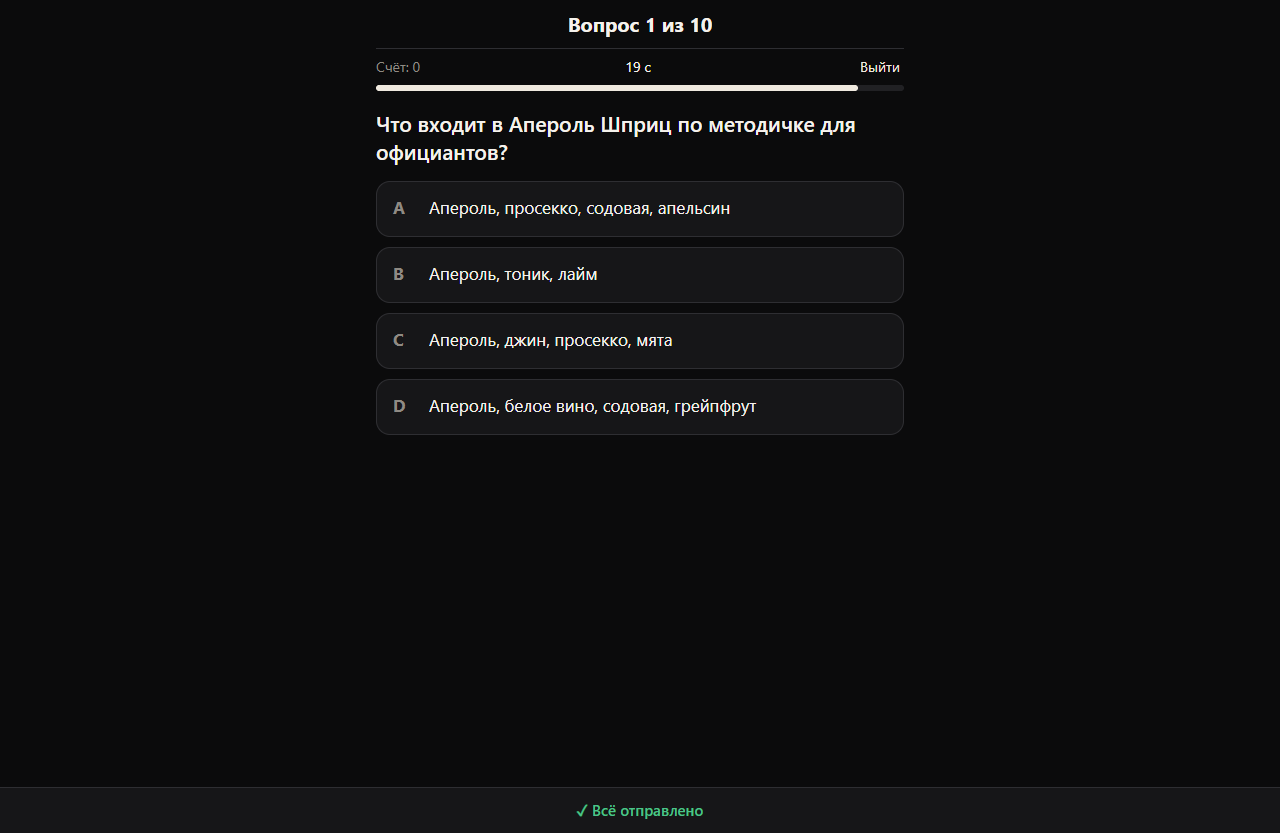 Вопрос 1 из 10
Счёт: 0
19 с
Выйти
Что входит в Апероль Шприц по методичке для
официантов?
A Апероль, просекко, содовая, апельсин
B Апероль, тоник, лайм
C Апероль, джин, просекко, мята
D Апероль, белое вино, содовая, грейпфрут
✓ Всё отправлено